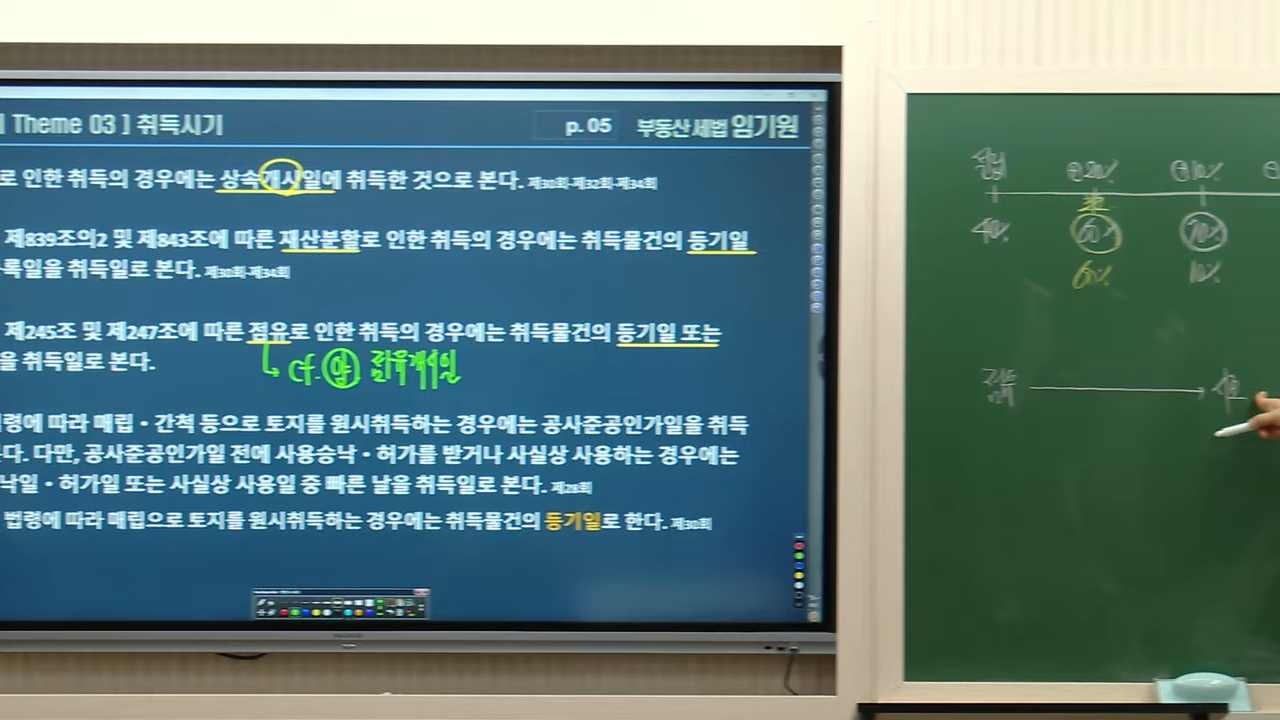 Theme 03 ] 취득시기
p. 05
부동산 세법 임기원
로 인한 취득의 경우에는 상속개시일에 취득한 것으로 본다. 제30회·제32회·제34회
제839조의2 및 제843조에 따른 재산분할로 인한 취득의 경우에는 취득물건의 등기일
록일을 취득일로 본다. 제30회·제34회
제245조 및 제247조에 따른 점유로 인한 취득의 경우에는 취득물건의 등기일 또는
을 취득일로 본다.
cf. 양 점유개시일
령에 따라 매립·간척 등으로 토지를 원시취득하는 경우에는 공사준공인가일을 취득
다. 다만, 공사준공인가일 전에 사용승낙·허가를 받거나 사실상 사용하는 경우에는
낙일·허가일 또는 사실상 사용일 중 빠른 날을 취득일로 본다. 제28회
법령에 따라 매립으로 토지를 원시취득하는 경우에는 취득물건의 등기일로 한다. 제30회
20% 10%
40% 80% 70%
60% 10%